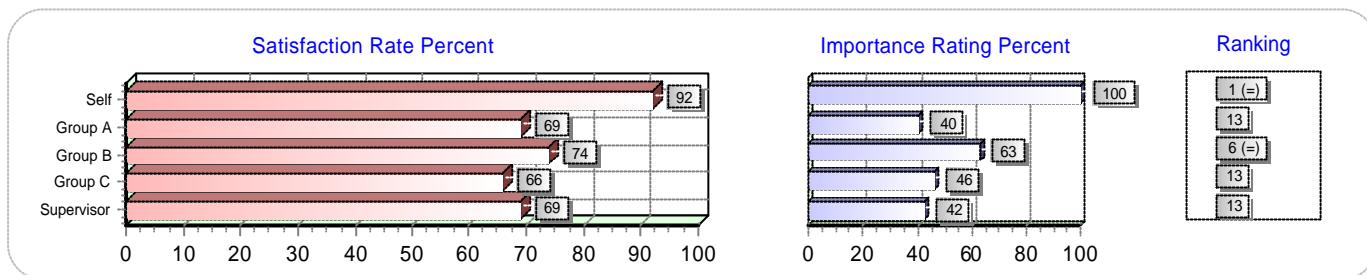 Satisfaction Rate Percent Importance Rating Percent Ranking
Self 92 100 1 (=)
Group A 69 40 13
Group B 74 63 6 (=)
Group C 66 46 13
Supervisor 69 42 13
0 10 20 30 40 50 60 70 80 90 100 0 20 40 60 80 100